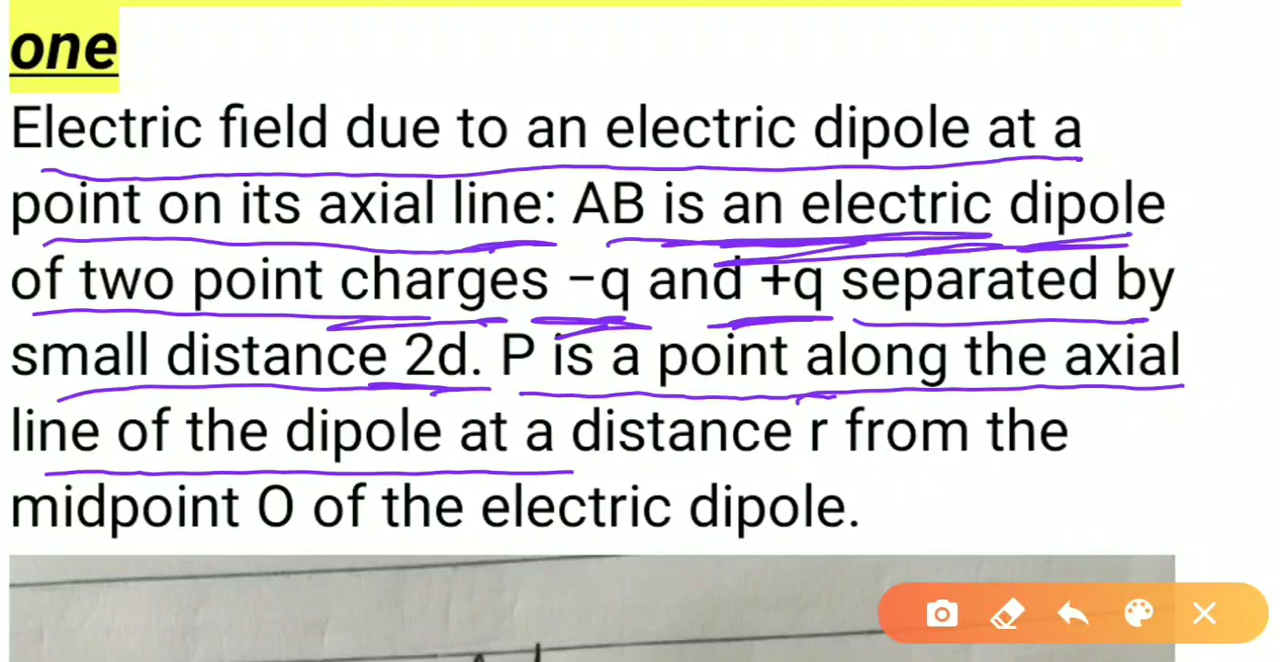 one
Electric field due to an electric dipole at a
point on its axial line: AB is an electric dipole
of two point charges −q and +q separated by
small distance 2d. P is a point along the axial
line of the dipole at a distance r from the
midpoint O of the electric dipole.